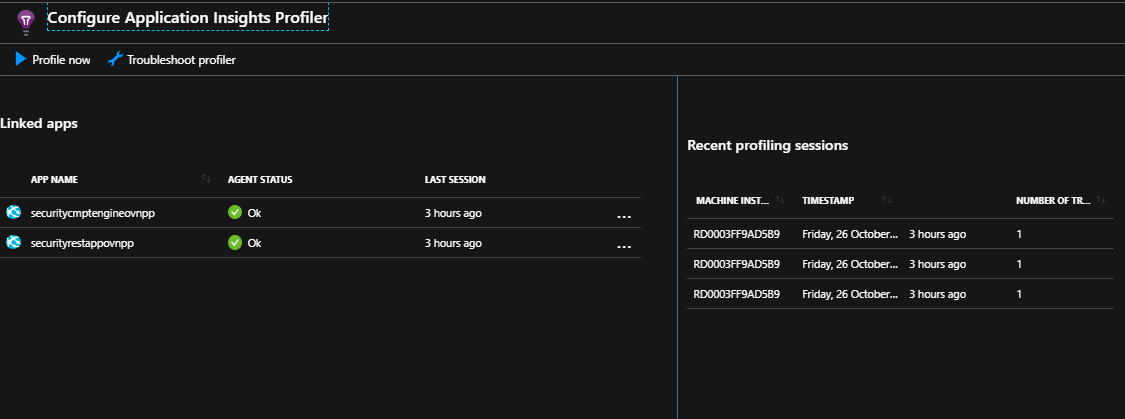 Configure Application Insights Profiler
Profile now Troubleshoot profiler
Linked apps
APP NAME AGENT STATUS LAST SESSION
securitycmptengineovnpp Ok 3 hours ago ...
securityrestappovnpp Ok 3 hours ago ...
Recent profiling sessions
MACHINE INST... TIMESTAMP NUMBER OF TR...
RD0003FF9AD5B9 Friday, 26 October... 3 hours ago 1
RD0003FF9AD5B9 Friday, 26 October... 3 hours ago 1
RD0003FF9AD5B9 Friday, 26 October... 3 hours ago 1